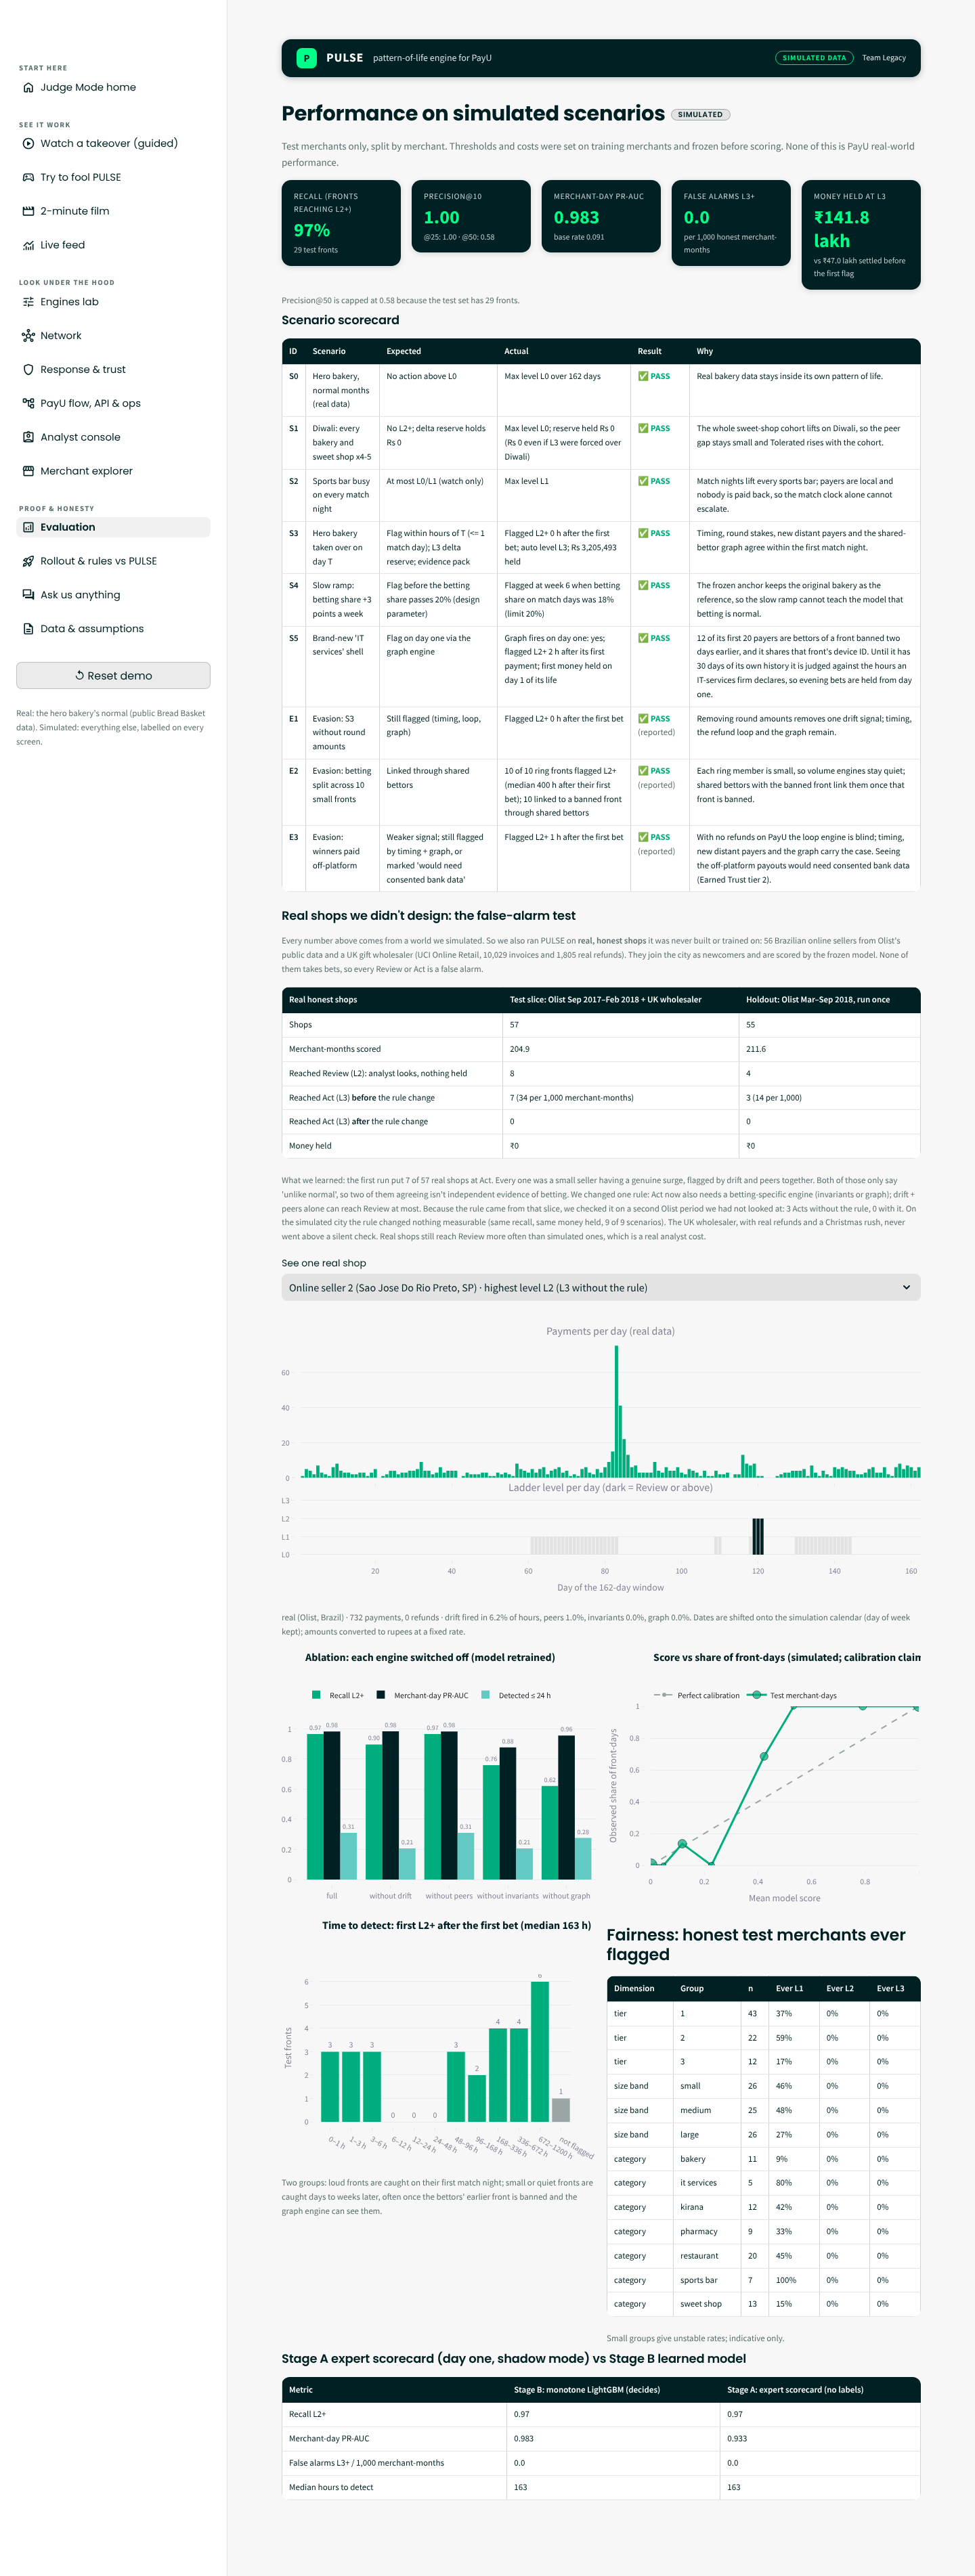 START HERE
Judge Mode home
SEE IT WORK
Watch a takeover (guided)
Try to fool PULSE
2-minute film
Live feed
LOOK UNDER THE HOOD
Engines lab
Network
Response & trust
PayU flow, API & ops
Analyst console
Merchant explorer
PROOF & HONESTY
Evaluation
Rollout & rules vs PULSE
Ask us anything
Data & assumptions
Reset demo
Real: the hero bakery's normal (public Bread Basket
data). Simulated: everything else, labelled on every
screen.
P PULSE pattern-of-life engine for PayU SIMULATED DATA Team Legacy
Performance on simulated scenarios SIMULATED
Test merchants only, split by merchant. Thresholds and costs were set on training merchants and frozen before scoring. None of this is PayU real-world
performance.
RECALL (FRONTS
REACHING L2+)
97%
29 test fronts
PRECISION@10
1.00
@25: 1.00 · @50: 0.58
MERCHANT-DAY PR-AUC
0.983
base rate 0.091
FALSE ALARMS L3+
0.0
per 1,000 honest merchant-
months
MONEY HELD AT L3
₹141.8
lakh
vs ₹47.0 lakh settled before
the first flag
Precision@50 is capped at 0.58 because the test set has 29 fronts.
Scenario scorecard
ID Scenario Expected Actual Result Why
S0 Hero bakery, No action above L0 Max level L0 over 162 days ✅ PASS Real bakery data stays inside its own pattern of life.
normal months
(real data)
S1 Diwali: every No L2+; delta reserve holds Max level L0; reserve held Rs 0 ✅ PASS The whole sweet-shop cohort lifts on Diwali, so the peer
bakery and Rs 0 (Rs 0 even if L3 were forced over gap stays small and Tolerated rises with the cohort.
sweet shop x4-5 Diwali)
S2 Sports bar busy At most L0/L1 (watch only) Max level L1 ✅ PASS Match nights lift every sports bar; payers are local and
on every match nobody is paid back, so the match clock alone cannot
night escalate.
S3 Hero bakery Flag within hours of T (<= 1 Flagged L2+ 0 h after the first ✅ PASS Timing, round stakes, new distant payers and the shared-
taken over on match day); L3 delta bet; auto level L3; Rs 3,205,493 bettor graph agree within the first match night.
day T reserve; evidence pack held
S4 Slow ramp: Flag before the betting Flagged at week 6 when betting ✅ PASS The frozen anchor keeps the original bakery as the
betting share +3 share passes 20% (design share on match days was 18% reference, so the slow ramp cannot teach the model that
points a week parameter) (limit 20%) betting is normal.
S5 Brand-new 'IT Flag on day one via the Graph fires on day one: yes; ✅ PASS 12 of its first 20 payers are bettors of a front banned two
services' shell graph engine flagged L2+ 2 h after its first days earlier, and it shares that front's device ID. Until it has
payment; first money held on 30 days of its own history it is judged against the hours an
day 1 of its life IT-services firm declares, so evening bets are held from day
one.
E1 Evasion: S3 Still flagged (timing, loop, Flagged L2+ 0 h after the first bet ✅ PASS Removing round amounts removes one drift signal; timing,
without round graph) (reported) the refund loop and the graph remain.
amounts
E2 Evasion: betting Linked through shared 10 of 10 ring fronts flagged L2+ ✅ PASS Each ring member is small, so volume engines stay quiet;
split across 10 bettors (median 400 h after their first (reported) shared bettors with the banned front link them once that
small fronts bet); 10 linked to a banned front front is banned.
through shared bettors
E3 Evasion: Weaker signal; still flagged Flagged L2+ 1 h after the first bet ✅ PASS With no refunds on PayU the loop engine is blind; timing,
winners paid by timing + graph, or (reported) new distant payers and the graph carry the case. Seeing
off-platform marked 'would need the off-platform payouts would need consented bank data
consented bank data' (Earned Trust tier 2).
Real shops we didn't design: the false-alarm test
Every number above comes from a world we simulated. So we also ran PULSE on real, honest shops it was never built or trained on: 56 Brazilian online sellers from Olist's
public data and a UK gift wholesaler (UCI Online Retail, 10,029 invoices and 1,805 real refunds). They join the city as newcomers and are scored by the frozen model. None of
them takes bets, so every Review or Act is a false alarm.
Real honest shops Test slice: Olist Sep 2017–Feb 2018 + UK wholesaler Holdout: Olist Mar–Sep 2018, run once
Shops 57 55
Merchant-months scored 204.9 211.6
Reached Review (L2): analyst looks, nothing held 8 4
Reached Act (L3) before the rule change 7 (34 per 1,000 merchant-months) 3 (14 per 1,000)
Reached Act (L3) after the rule change 0 0
Money held ₹0 ₹0
What we learned: the first run put 7 of 57 real shops at Act. Every one was a small seller having a genuine surge, flagged by drift and peers together. Both of those only say
'unlike normal', so two of them agreeing isn't independent evidence of betting. We changed one rule: Act now also needs a betting-specific engine (invariants or graph); drift +
peers alone can reach Review at most. Because the rule came from that slice, we checked it on a second Olist period we had not looked at: 3 Acts without the rule, 0 with it. On
the simulated city the rule changed nothing measurable (same recall, same money held, 9 of 9 scenarios). The UK wholesaler, with real refunds and a Christmas rush, never
went above a silent check. Real shops still reach Review more often than simulated ones, which is a real analyst cost.
See one real shop
Online seller 2 (Sao Jose Do Rio Preto, SP) · highest level L2 (L3 without the rule)
Payments per day (real data)
60
40
20
0
Ladder level per day (dark = Review or above)
L3
L2
L1
L0
20 40 60 80 100 120 140 160
Day of the 162-day window
real (Olist, Brazil) · 732 payments, 0 refunds · drift fired in 6.2% of hours, peers 1.0%, invariants 0.0%, graph 0.0%. Dates are shifted onto the simulation calendar (day of week
kept); amounts converted to rupees at a fixed rate.
Ablation: each engine switched off (model retrained)
Recall L2+ Merchant-day PR-AUC Detected ≤ 24 h
0.97 0.98 0.31 0.90 0.98 0.21 0.97 0.98 0.31 0.76 0.88 0.21 0.62 0.96 0.28
1
0.8
0.6
0.4
0.2
0
full without drift without peers without invariants without graph
Score vs share of front-days (simulated; calibration claim
Perfect calibration Test merchant-days
Observed share of front-days
1
0.8
0.6
0.4
0.2
0
0 0.2 0.4 0.6 0.8
Mean model score
Time to detect: first L2+ after the first bet (median 163 h)
Test fronts
6
5
4
3
2
1
0
3 3 3 0 0 0 3 2 4 4 6 1
0–1 h 1–3 h 3–6 h 6–12 h 12–24 h 24–48 h 48–96 h 96–168 h 168–336 h 336–672 h 672–1200 h not flagged
Two groups: loud fronts are caught on their first match night; small or quiet fronts are
caught days to weeks later, often once the bettors' earlier front is banned and the
graph engine can see them.
Fairness: honest test merchants ever
flagged
Dimension Group n Ever L1 Ever L2 Ever L3
tier 1 43 37% 0% 0%
tier 2 22 59% 0% 0%
tier 3 12 17% 0% 0%
size band small 26 46% 0% 0%
size band medium 25 48% 0% 0%
size band large 26 27% 0% 0%
category bakery 11 9% 0% 0%
category it services 5 80% 0% 0%
category kirana 12 42% 0% 0%
category pharmacy 9 33% 0% 0%
category restaurant 20 45% 0% 0%
category sports bar 7 100% 0% 0%
category sweet shop 13 15% 0% 0%
Small groups give unstable rates; indicative only.
Stage A expert scorecard (day one, shadow mode) vs Stage B learned model
Metric Stage B: monotone LightGBM (decides) Stage A: expert scorecard (no labels)
Recall L2+ 0.97 0.97
Merchant-day PR-AUC 0.983 0.933
False alarms L3+ / 1,000 merchant-months 0.0 0.0
Median hours to detect 163 163